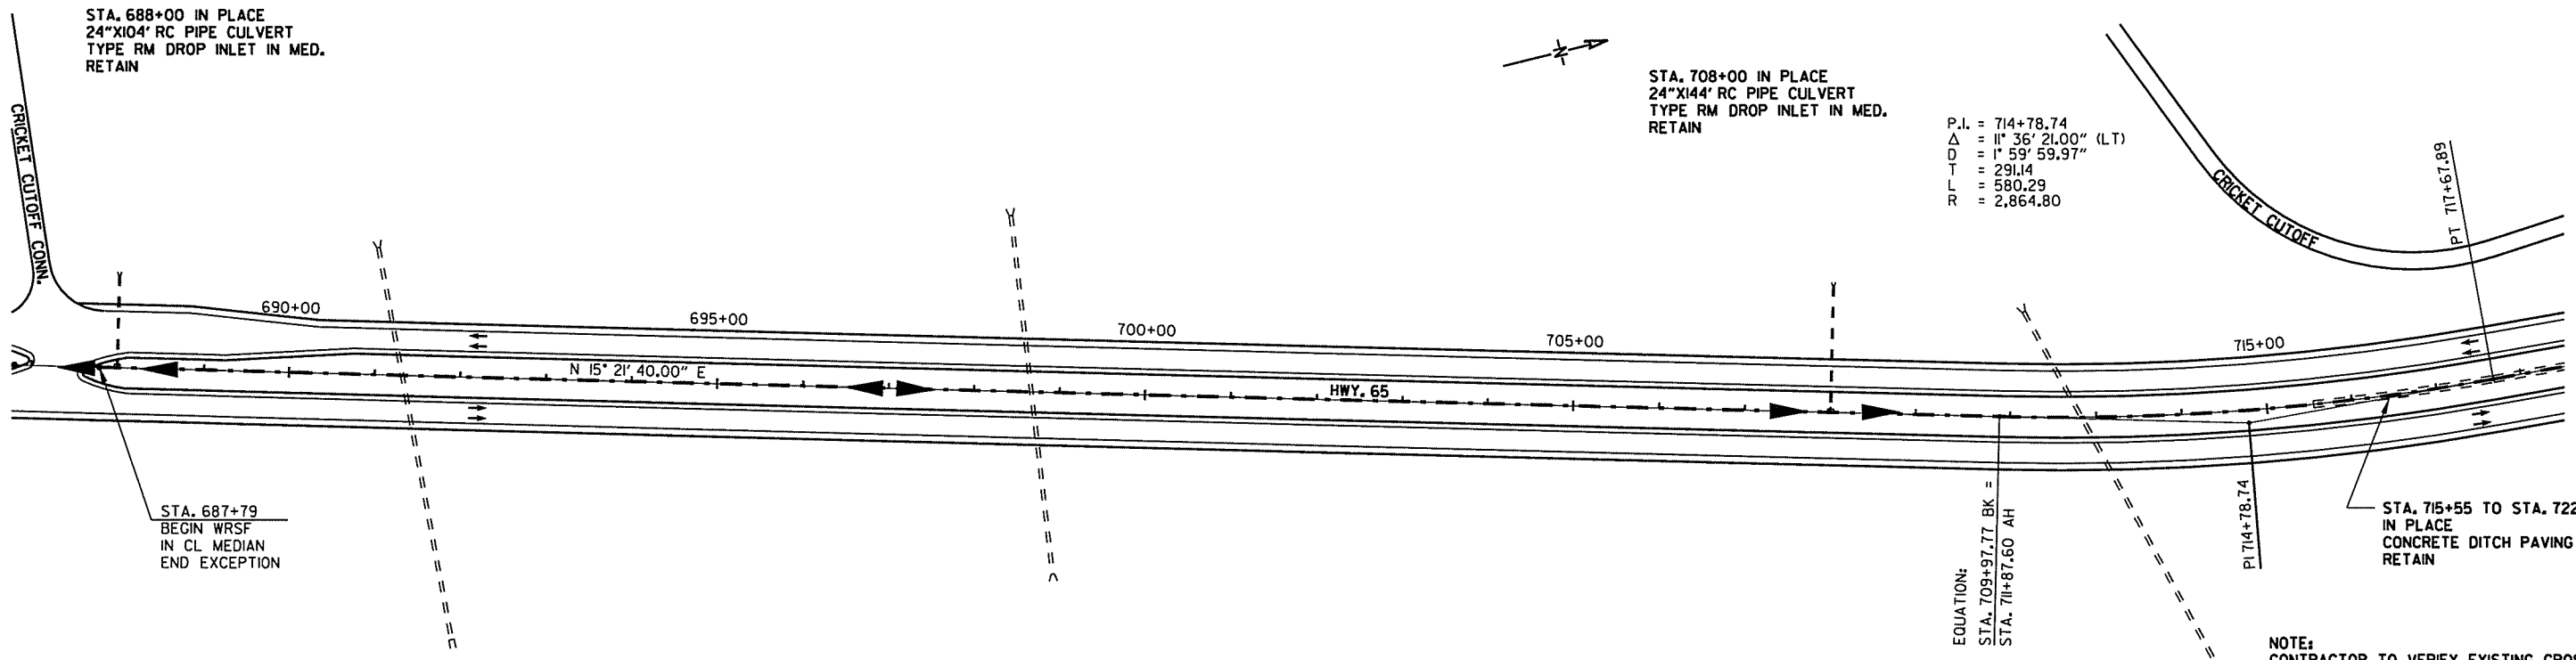 STA. 688+00 IN PLACE
24"X104' RC PIPE CULVERT
TYPE RM DROP INLET IN MED.
RETAIN
CRICKET CUTOFF CONN.
N
STA. 708+00 IN PLACE
24"X144' RC PIPE CULVERT
TYPE RM DROP INLET IN MED.
RETAIN
P.I. = 714+78.74
Δ = 11° 36' 21.00" (LT)
D = 1° 59' 59.97"
T = 291.14
L = 580.29
R = 2,864.80
CRICKET CUTOFF
PT 717+67.89
690+00
695+00
700+00
705+00
715+00
N 15° 21' 40.00" E
HWY. 65
STA. 687+79
BEGIN WRSF
IN CL MEDIAN
END EXCEPTION
EQUATION:
STA. 709+97.77 BK =
STA. 711+87.60 AH
PI 714+78.74
STA. 715+55 TO STA. 722
IN PLACE
CONCRETE DITCH PAVING
RETAIN
NOTE:
CONTRACTOR TO VERIFY EXISTING